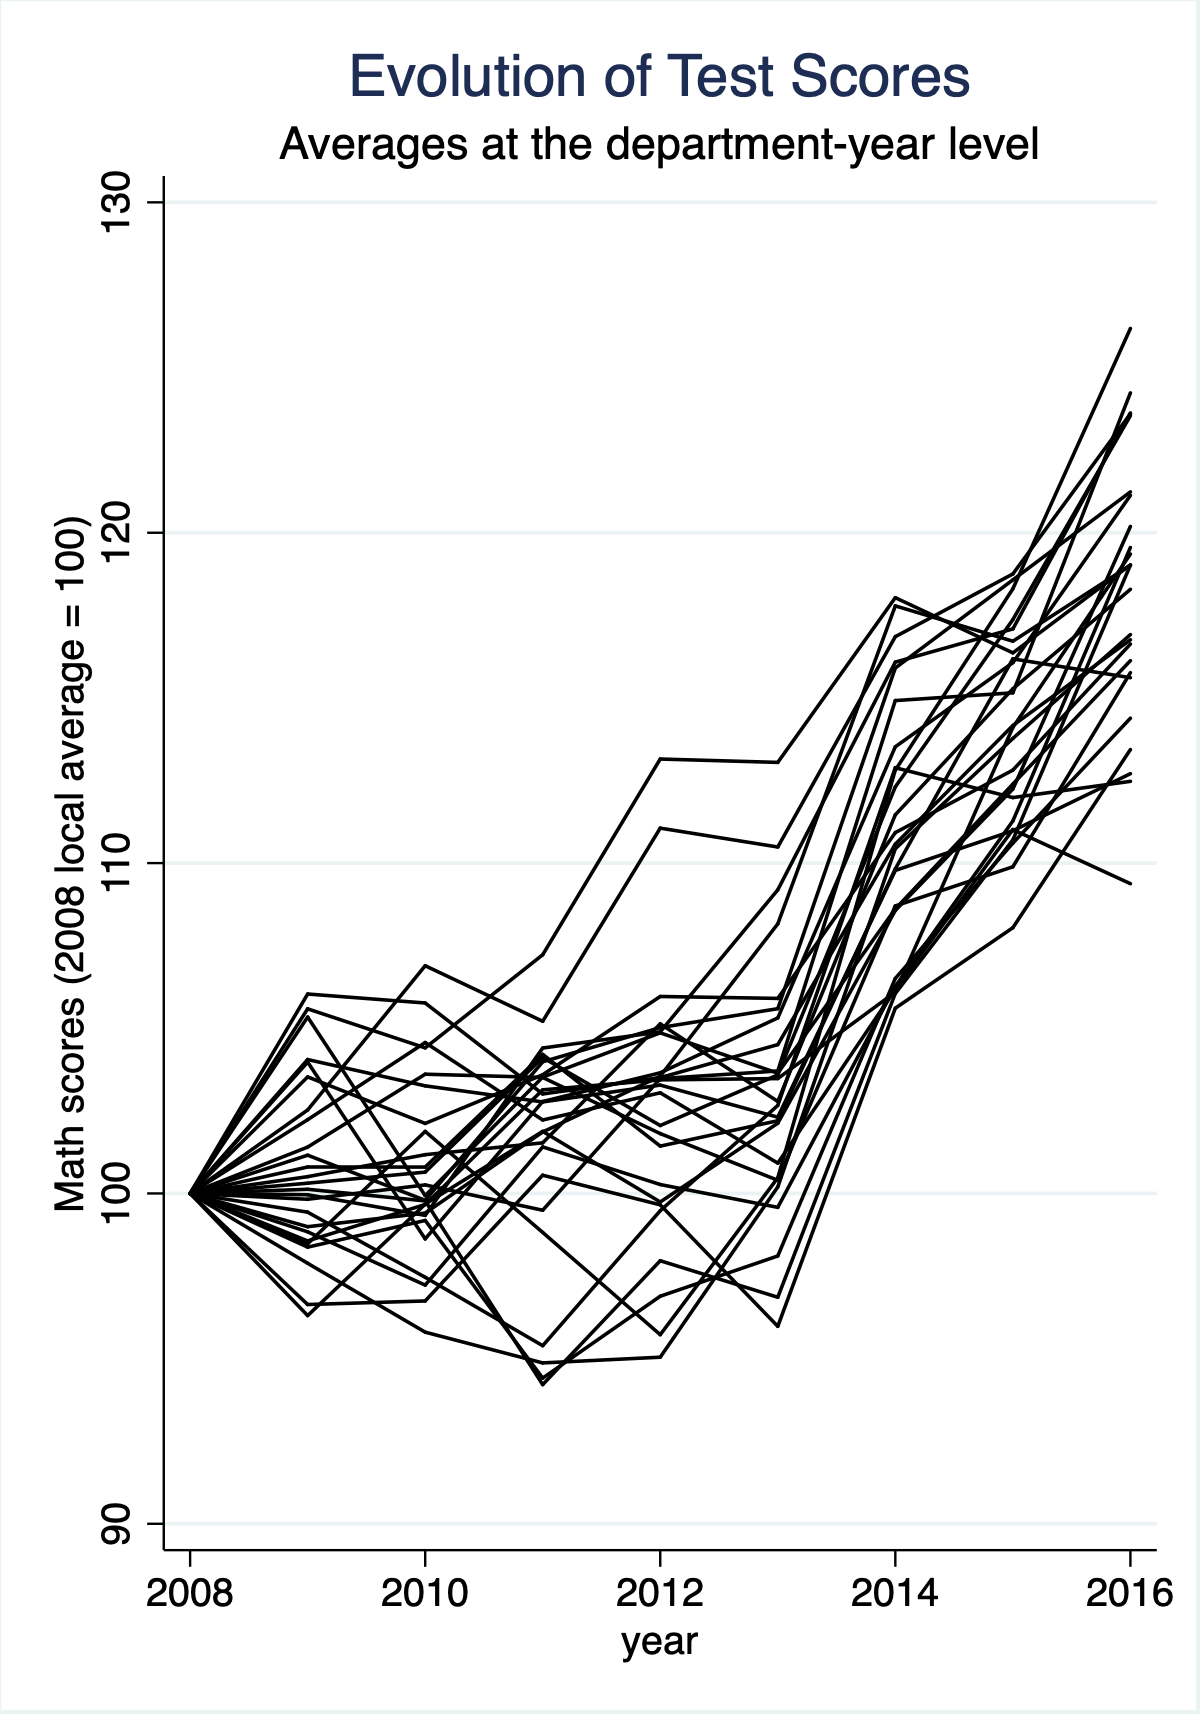 Evolution of Test Scores
Averages at the department-year level
Math scores (2008 local average = 100)
130
120
110
100
90
2008 2010 2012 2014 2016
year